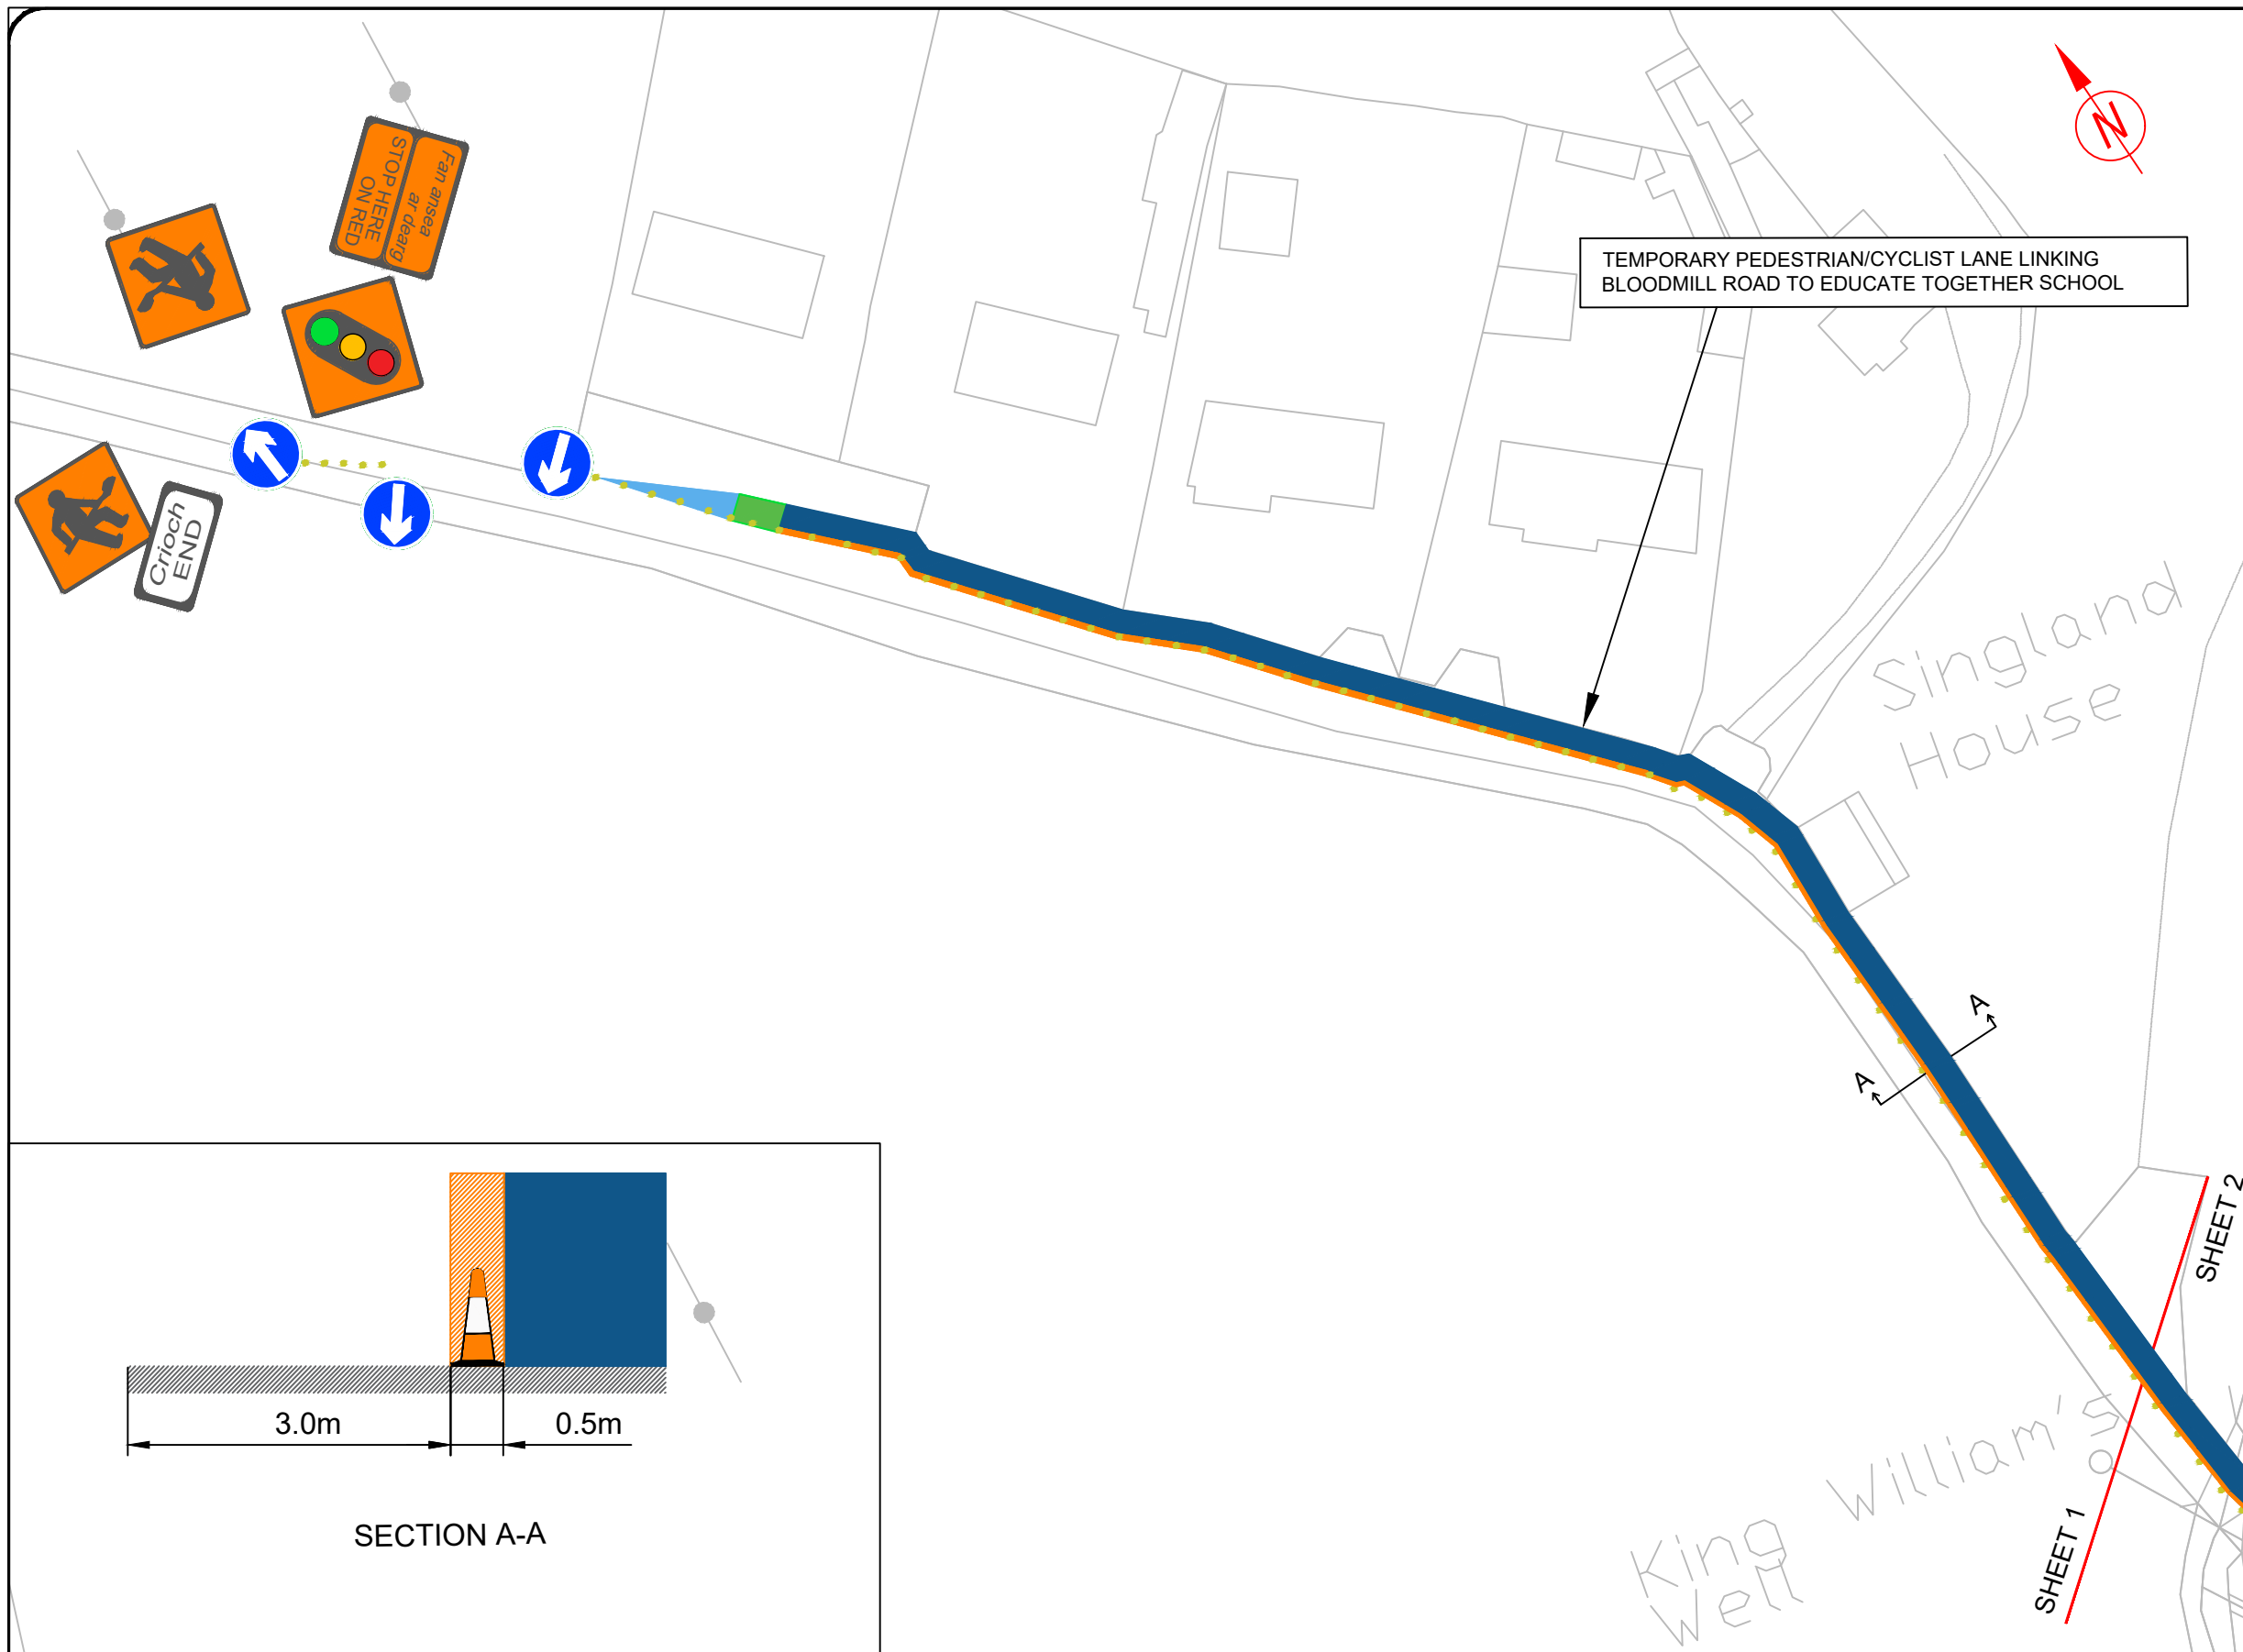 Fan ansea
ar dearg
STOP HERE
ON RED
Crioch
END
N
TEMPORARY PEDESTRIAN/CYCLIST LANE LINKING
BLOODMILL ROAD TO EDUCATE TOGETHER SCHOOL
Singland
House
A
A
SHEET 2
SHEET 1
King William's
Well
3.0m
0.5m
SECTION A-A